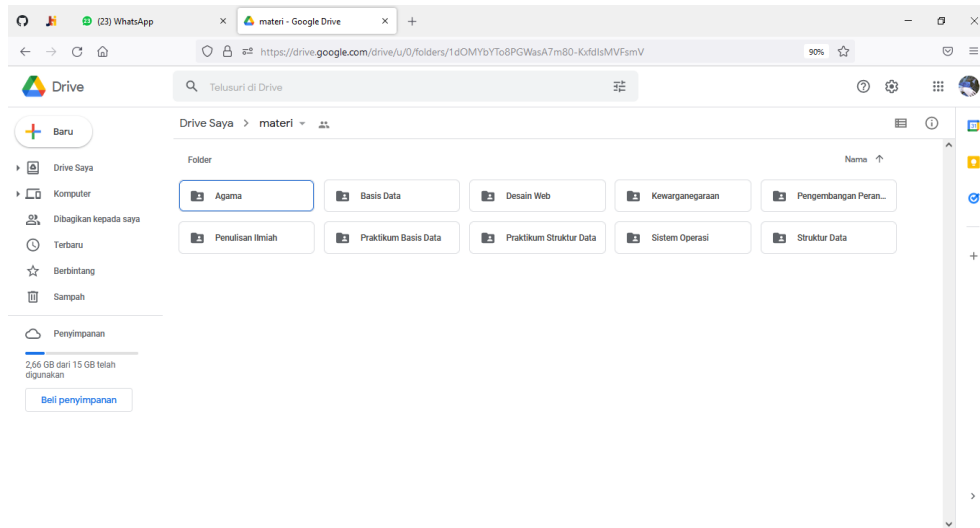 (23) WhatsApp
materi - Google Drive
https://drive.google.com/drive/u/0/folders/1dOMYbYTo8PGWasA7m80-KxfdIsMVFsmV
90%
Drive
Telusuri di Drive
Baru
Drive Saya > materi
Drive Saya
Komputer
Dibagikan kepada saya
Terbaru
Berbintang
Sampah
Penyimpanan
2,66 GB dari 15 GB telah
digunakan
Beli penyimpanan
Folder
Nama
Agama
Basis Data
Desain Web
Kewarganegaraan
Pengembangan Peran...
Penulisan Ilmiah
Praktikum Basis Data
Praktikum Struktur Data
Sistem Operasi
Struktur Data